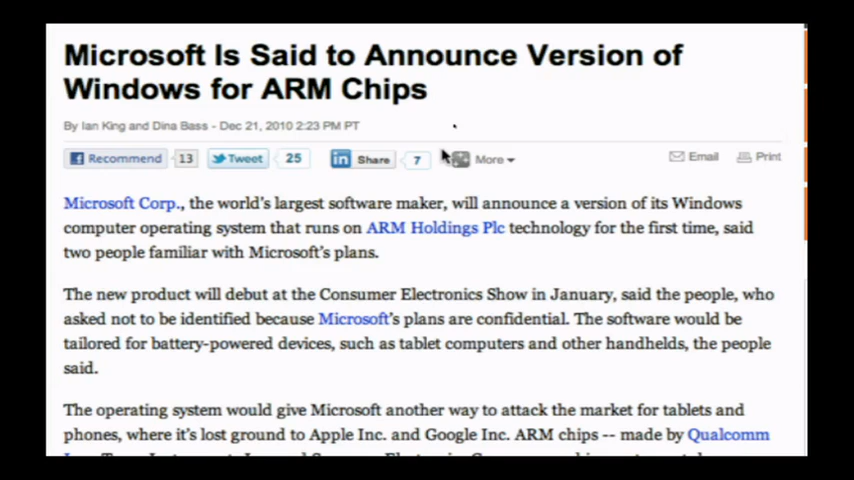 Microsoft Is Said to Announce Version of
Windows for ARM Chips
By Ian King and Dina Bass - Dec 21, 2010 2:23 PM PT
Recommend 13 Tweet 25 in Share 7 More Email Print
Microsoft Corp., the world's largest software maker, will announce a version of its Windows
computer operating system that runs on ARM Holdings Plc technology for the first time, said
two people familiar with Microsoft's plans.
The new product will debut at the Consumer Electronics Show in January, said the people, who
asked not to be identified because Microsoft's plans are confidential. The software would be
tailored for battery-powered devices, such as tablet computers and other handhelds, the people
said.
The operating system would give Microsoft another way to attack the market for tablets and
phones, where it's lost ground to Apple Inc. and Google Inc. ARM chips -- made by Qualcomm